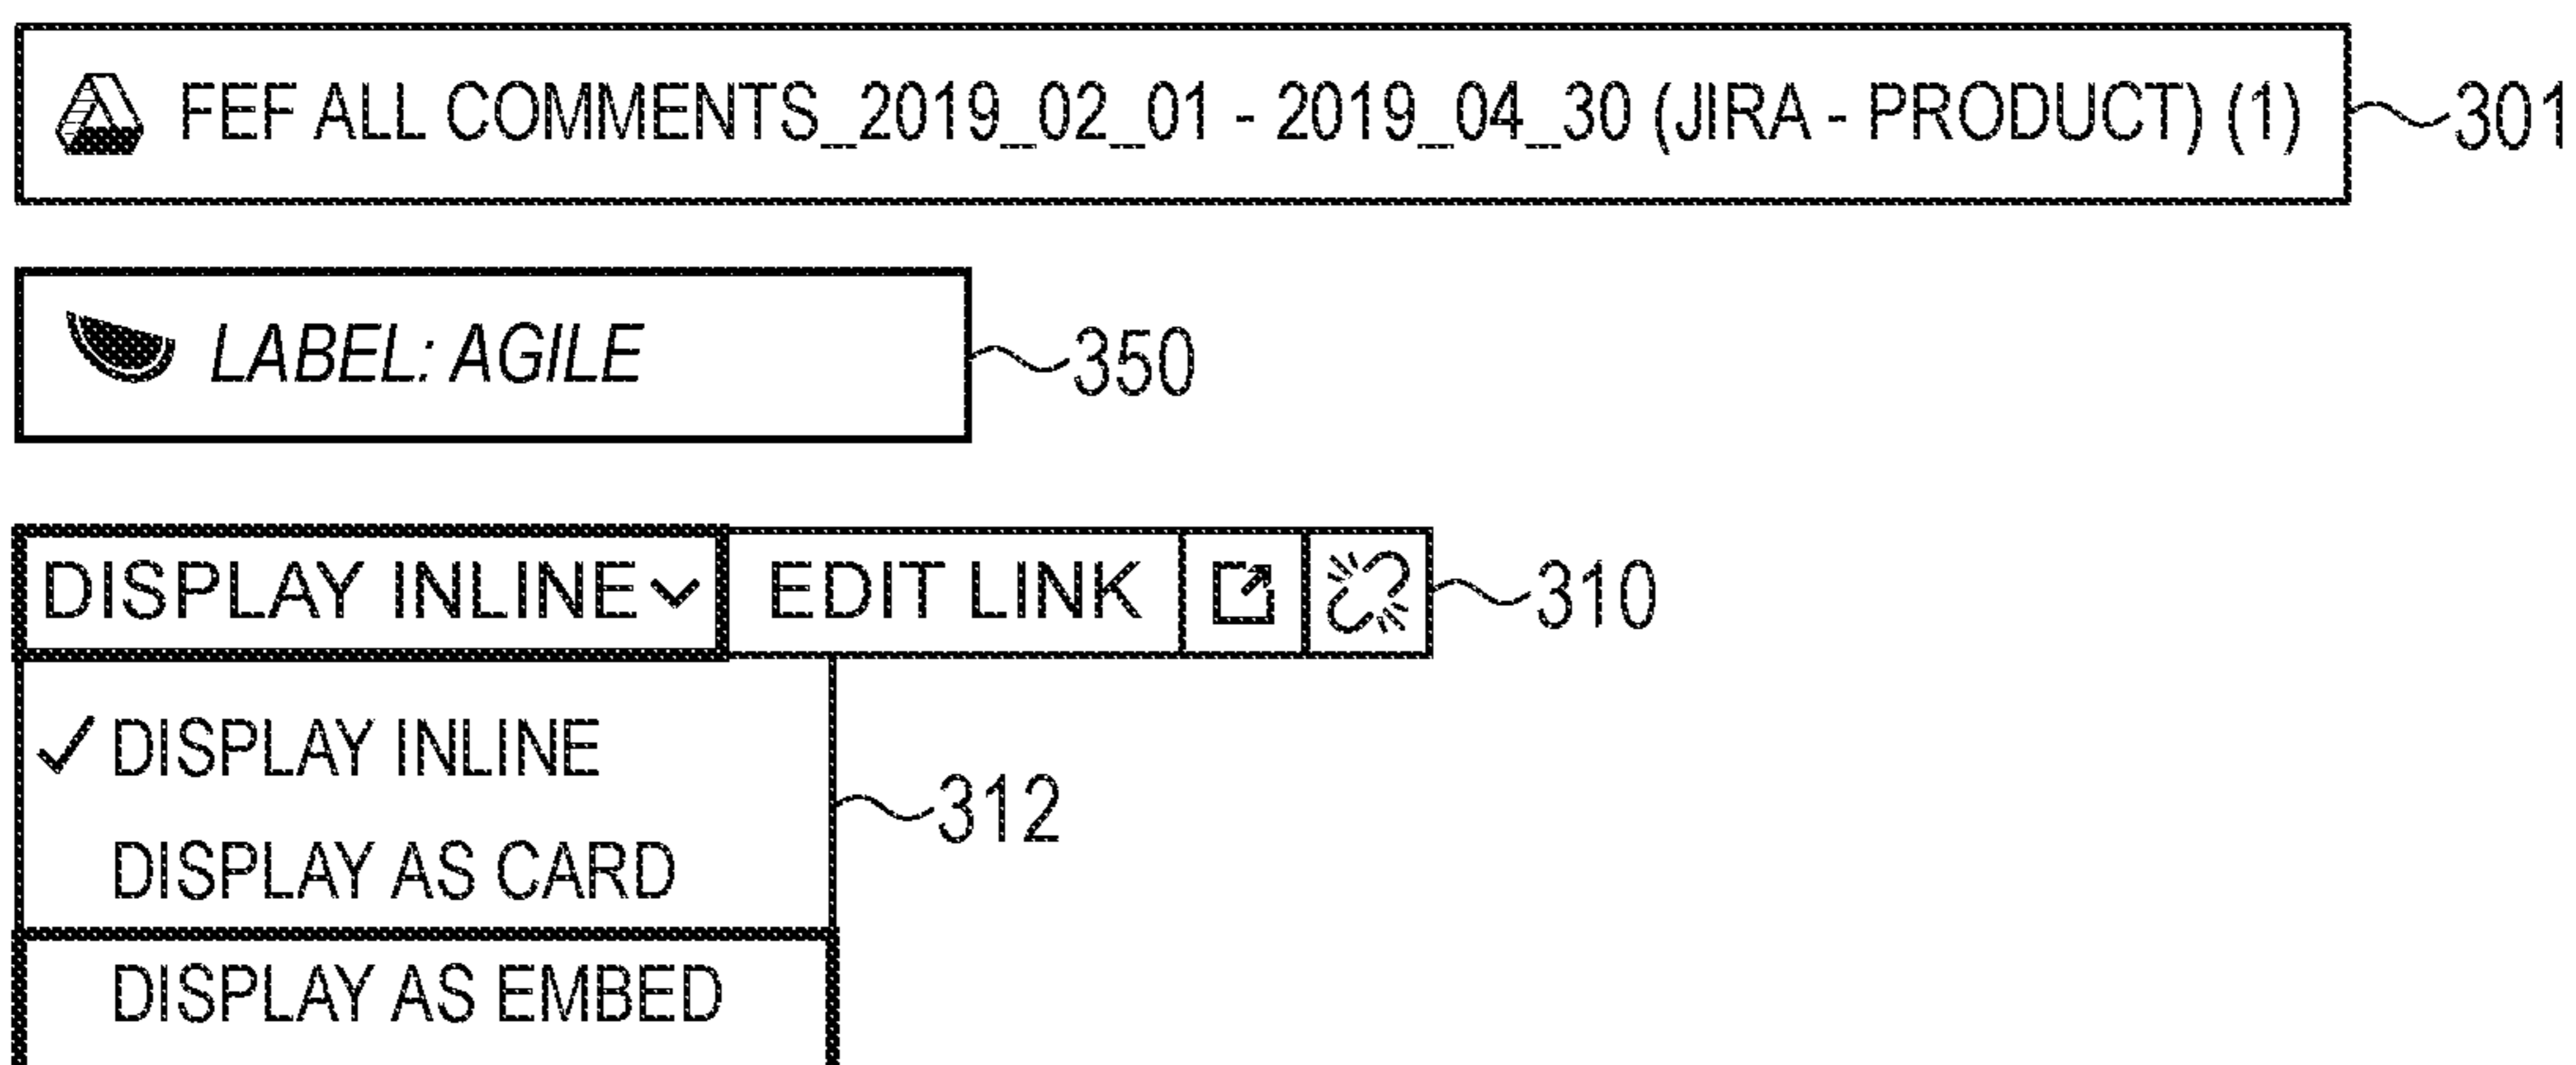 FEF ALL COMMENTS_2019_02_01 - 2019_04_30 (JIRA - PRODUCT) (1) 301
LABEL: AGILE 350
DISPLAY INLINE EDIT LINK 310
DISPLAY INLINE
312
DISPLAY AS CARD
DISPLAY AS EMBED